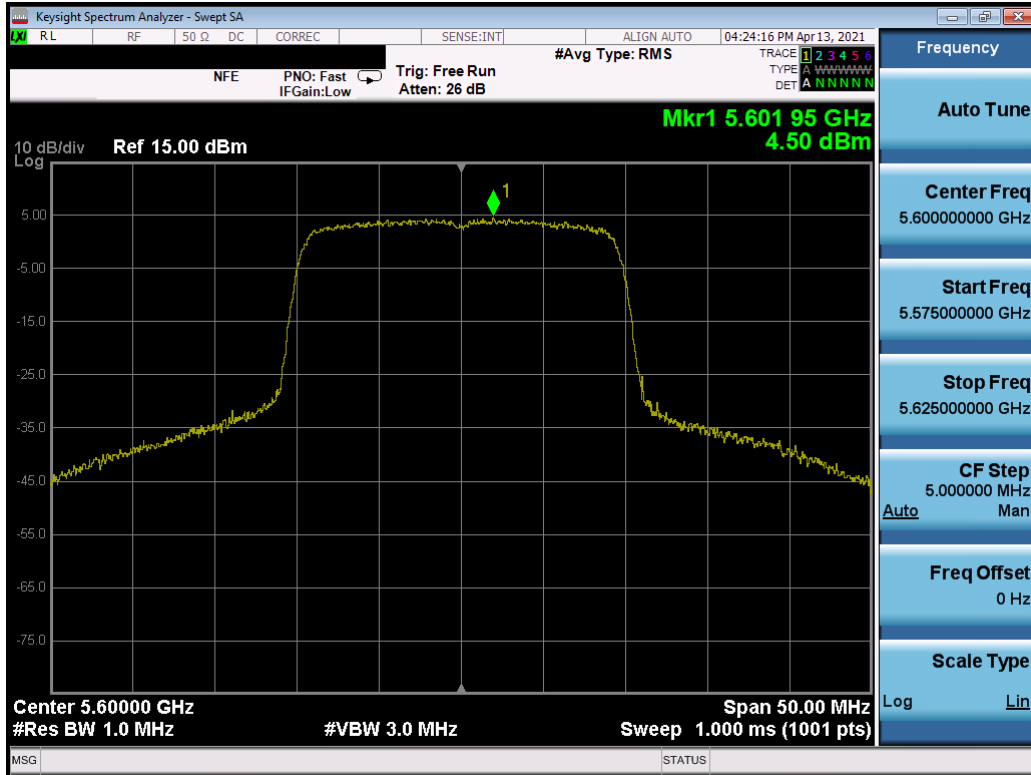 Keysight Spectrum Analyzer - Swept SA
LXI RL RF 50 Ω DC CORREC SENSE:INT ALIGN AUTO 04:24:16 PM Apr 13, 2021
#Avg Type: RMS TRACE 1 2 3 4 5 6
NFE PNO: Fast Trig: Free Run TYPE A WWWWW
IFGain:Low Atten: 26 dB DET A N N N N N
Mkr1 5.601 95 GHz
4.50 dBm
10 dB/div Ref 15.00 dBm
Log
1
5.00
-5.00
-15.0
-25.0
-35.0
-45.0
-55.0
-65.0
-75.0
Center 5.60000 GHz Span 50.00 MHz
#Res BW 1.0 MHz #VBW 3.0 MHz Sweep 1.000 ms (1001 pts)
MSG STATUS
Frequency
Auto Tune
Center Freq
5.600000000 GHz
Start Freq
5.575000000 GHz
Stop Freq
5.625000000 GHz
CF Step
5.000000 MHz
Auto Man
Freq Offset
0 Hz
Scale Type
Log Lin